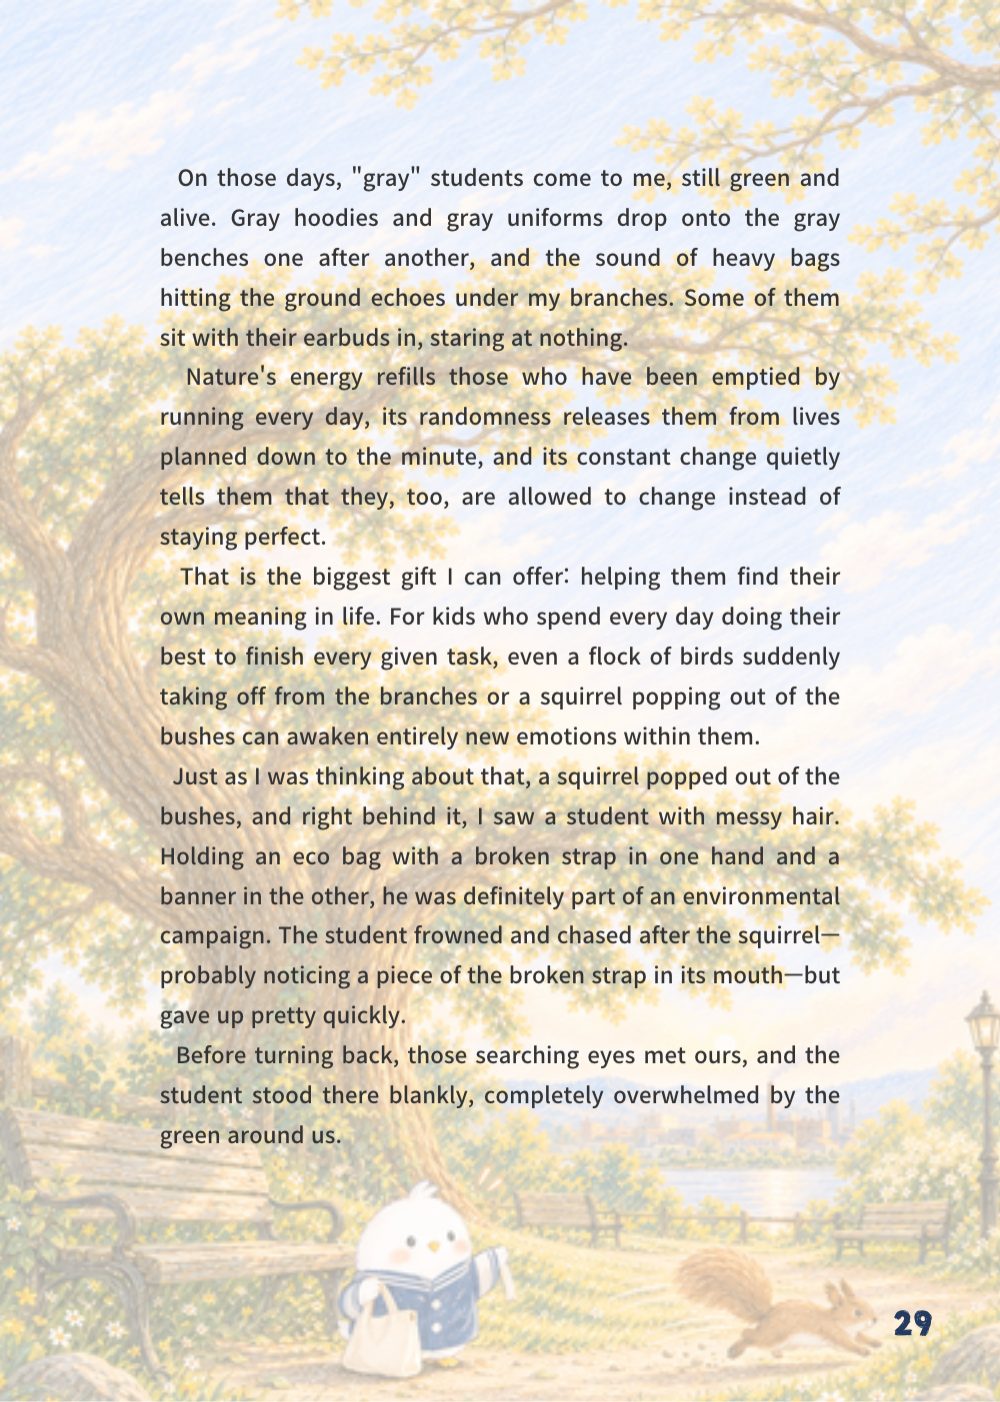 On those days, "gray" students come to me, still green and
alive. Gray hoodies and gray uniforms drop onto the gray
benches one after another, and the sound of heavy bags
hitting the ground echoes under my branches. Some of them
sit with their earbuds in, staring at nothing.
Nature's energy refills those who have been emptied by
running every day, its randomness releases them from lives
planned down to the minute, and its constant change quietly
tells them that they, too, are allowed to change instead of
staying perfect.
That is the biggest gift I can offer: helping them find their
own meaning in life. For kids who spend every day doing their
best to finish every given task, even a flock of birds suddenly
taking off from the branches or a squirrel popping out of the
bushes can awaken entirely new emotions within them.
Just as I was thinking about that, a squirrel popped out of the
bushes, and right behind it, I saw a student with messy hair.
Holding an eco bag with a broken strap in one hand and a
banner in the other, he was definitely part of an environmental
campaign. The student frowned and chased after the squirrel—
probably noticing a piece of the broken strap in its mouth—but
gave up pretty quickly.
Before turning back, those searching eyes met ours, and the
student stood there blankly, completely overwhelmed by the
green around us.
29